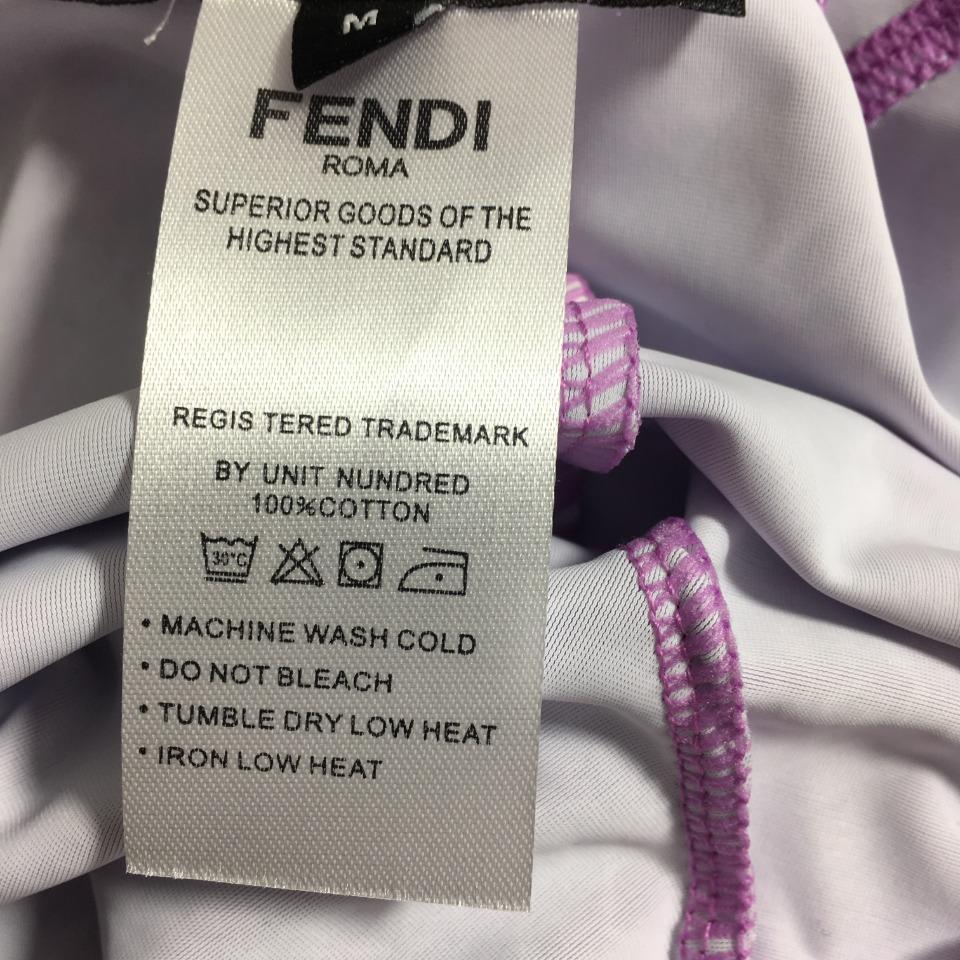 M
FENDI
ROMA
SUPERIOR GOODS OF THE
HIGHEST STANDARD
REGIS TERED TRADEMARK
BY UNIT NUNDRED
100%COTTON
30°C
• MACHINE WASH COLD
• DO NOT BLEACH
• TUMBLE DRY LOW HEAT
• IRON LOW HEAT